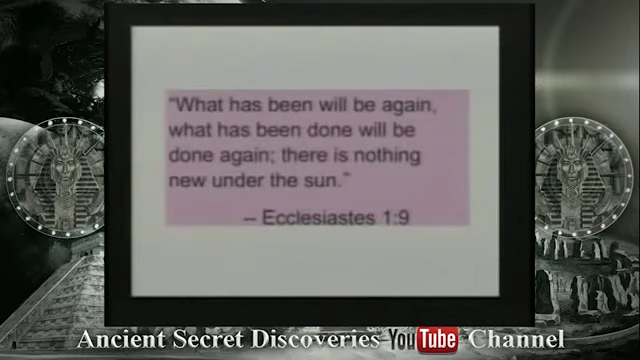 "What has been will be again,
what has been done will be
done again; there is nothing
new under the sun."
-- Ecclesiastes 1:9
Ancient Secret Discoveries YouTube Channel